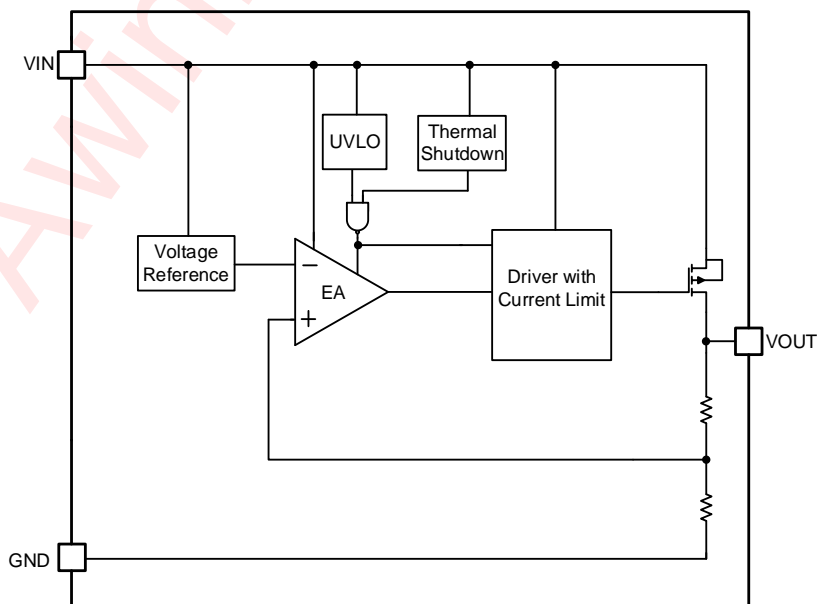 VIN
UVLO
Thermal
Shutdown
Voltage
Reference
−
EA
+
Driver with
Current Limit
VOUT
GND